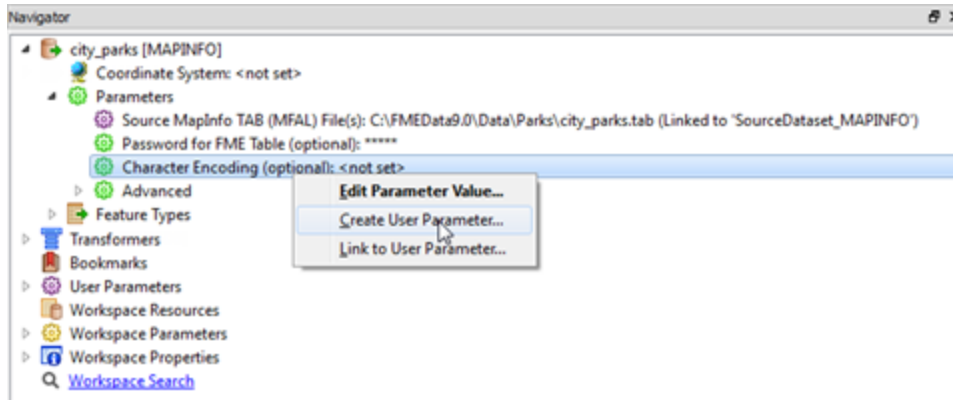 Navigator
city_parks [MAPINFO]
Coordinate System: <not set>
Parameters
Source MapInfo TAB (MFAL) File(s): C:\FMEData9.0\Data\Parks\city_parks.tab (Linked to 'SourceDataset_MAPINFO')
Password for FME Table (optional): *****
Character Encoding (optional): <not set>
Advanced
Edit Parameter Value...
Feature Types
Create User Parameter...
Transformers
Link to User Parameter...
Bookmarks
User Parameters
Workspace Resources
Workspace Parameters
Workspace Properties
Workspace Search